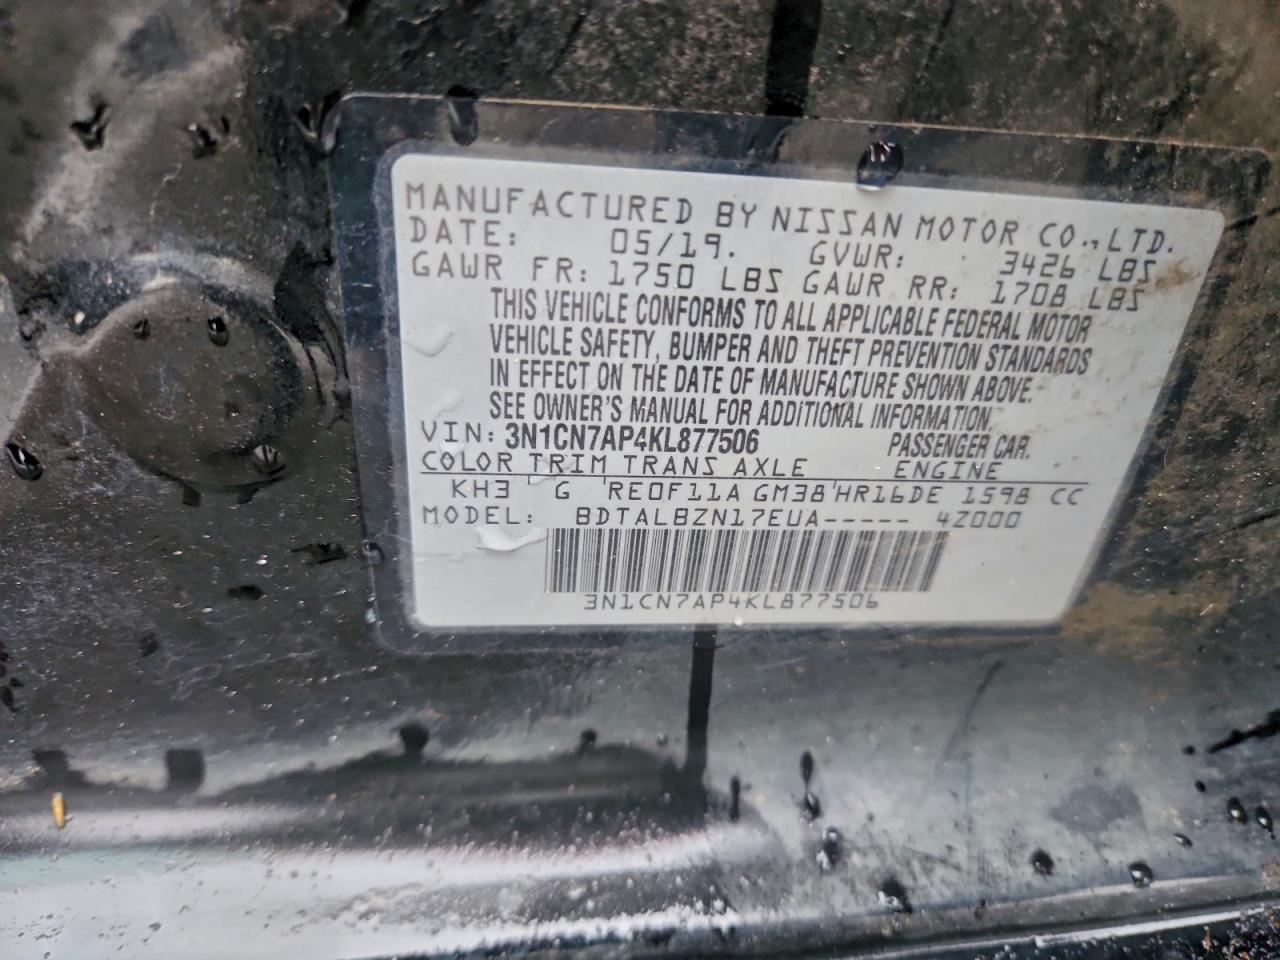 MANUFACTURED BY NISSAN MOTOR CO., LTD.
DATE: 05/19. GVWR: 3426 LBS
GAWR FR: 1750 LBS GAWR RR: 1708 LBS
THIS VEHICLE CONFORMS TO ALL APPLICABLE FEDERAL MOTOR
VEHICLE SAFETY, BUMPER AND THEFT PREVENTION STANDARDS
IN EFFECT ON THE DATE OF MANUFACTURE SHOWN ABOVE.
SEE OWNER'S MANUAL FOR ADDITIONAL INFORMATION.
VIN: 3N1CN7AP4KL877506 PASSENGER CAR.
COLOR TRIM TRANS AXLE ENGINE
KH3 G RE0F11A GM38 HR16DE 1598 CC
MODEL: BDTALBZN17EUA----- 4Z000
3N1CN7AP4KL877506